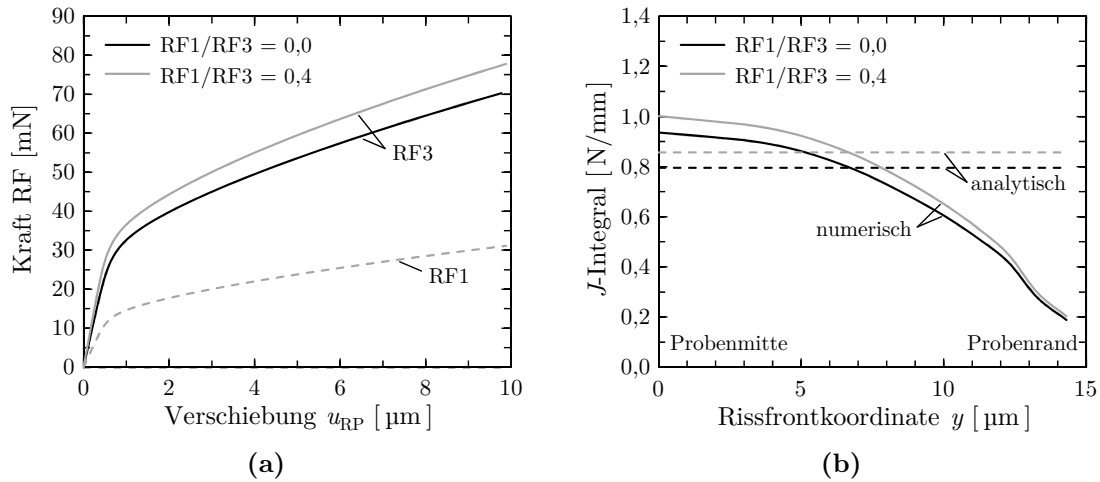 90
80
70
60
50
40
30
20
10
0
Kraft RF [mN]
RF1/RF3 = 0,0
RF1/RF3 = 0,4
RF3
RF1
0 2 4 6 8 10
Verschiebung uRP [µm]
(a)
1,4
1,2
1,0
0,8
0,6
0,4
0,2
0,0
J-Integral [N/mm]
RF1/RF3 = 0,0
RF1/RF3 = 0,4
analytisch
numerisch
Probenmitte Probenrand
0 5 10 15
Rissfrontkoordinate y [µm]
(b)